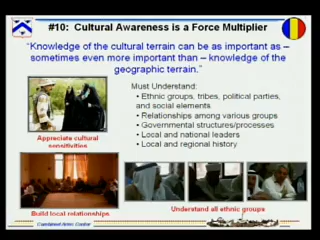 #10: Cultural Awareness is a Force Multiplier
"Knowledge of the cultural terrain can be as important as –
sometimes even more important than – knowledge of the
geographic terrain."
Must Understand:
• Ethnic groups, tribes, political parties,
and social elements
• Relationships among various groups
• Governmental structures/processes
• Local and national leaders
• Local and regional history
Appreciate cultural
sensitivities
Build local relationships
Understand all ethnic groups
Combined Arms Center